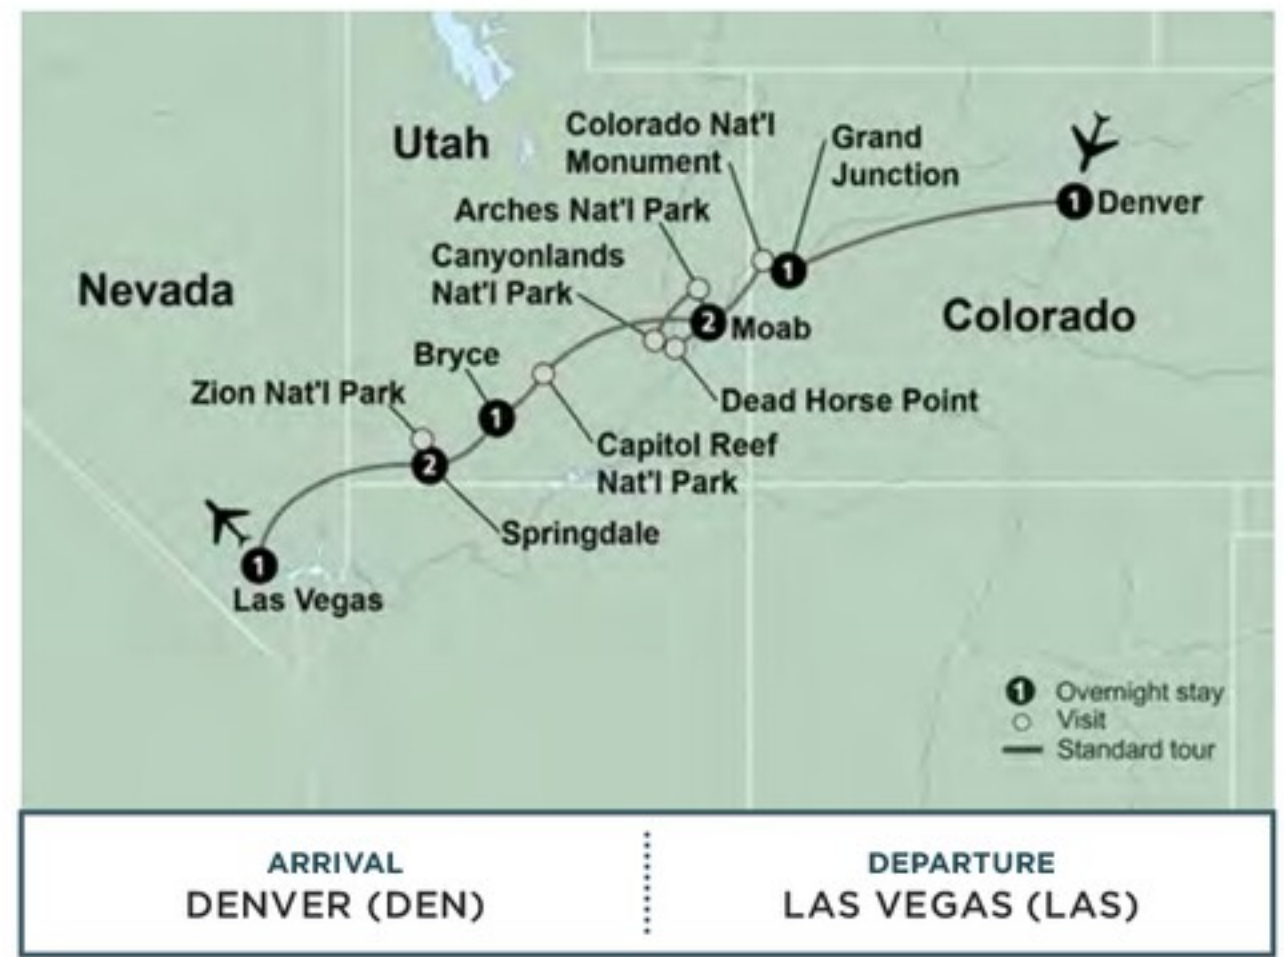 Utah
Colorado Nat'l
Monument
Grand
Junction
Arches Nat'l Park
1 Denver
Canyonlands
Nat'l Park
1
Nevada
Colorado
2 Moab
Bryce
Zion Nat'l Park
1
Dead Horse Point
Capitol Reef
Nat'l Park
2
Springdale
1
Las Vegas
1 Overnight stay
Visit
Standard tour
ARRIVAL
DENVER (DEN)
DEPARTURE
LAS VEGAS (LAS)